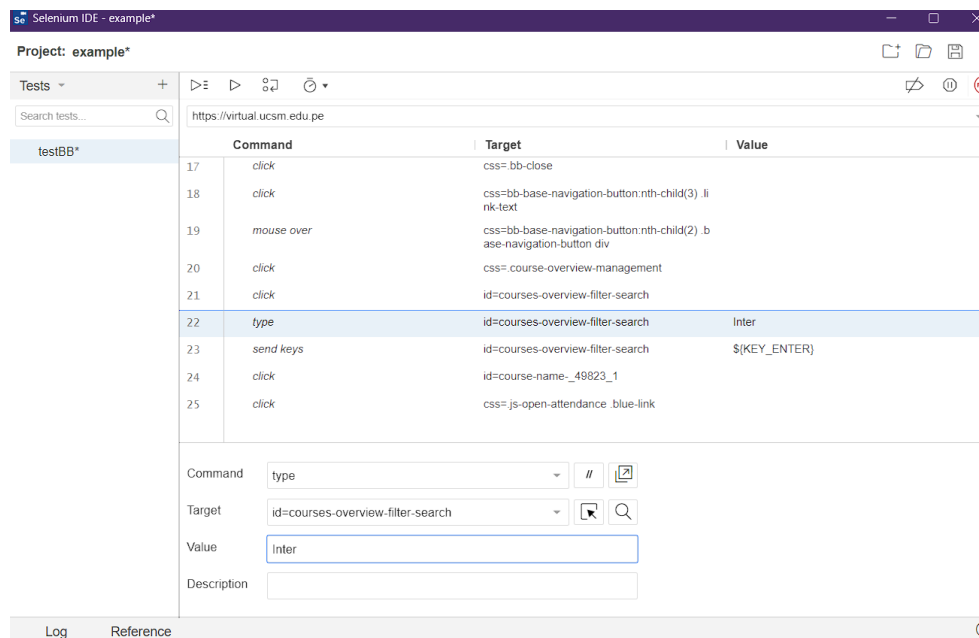 Se Selenium IDE - example*
Project: example*
Tests
Search tests...
testBB*
https://virtual.ucsm.edu.pe
Command Target Value
17 click css=.bb-close
18 click css=bb-base-navigation-button:nth-child(3) .li
nk-text
19 mouse over css=bb-base-navigation-button:nth-child(2) .b
ase-navigation-button div
20 click css=.course-overview-management
21 click id=courses-overview-filter-search
22 type id=courses-overview-filter-search Inter
23 send keys id=courses-overview-filter-search ${KEY_ENTER}
24 click id=course-name-_49823_1
25 click css=.js-open-attendance .blue-link
Command type //
Target id=courses-overview-filter-search
Value Inter
Description
Log Reference